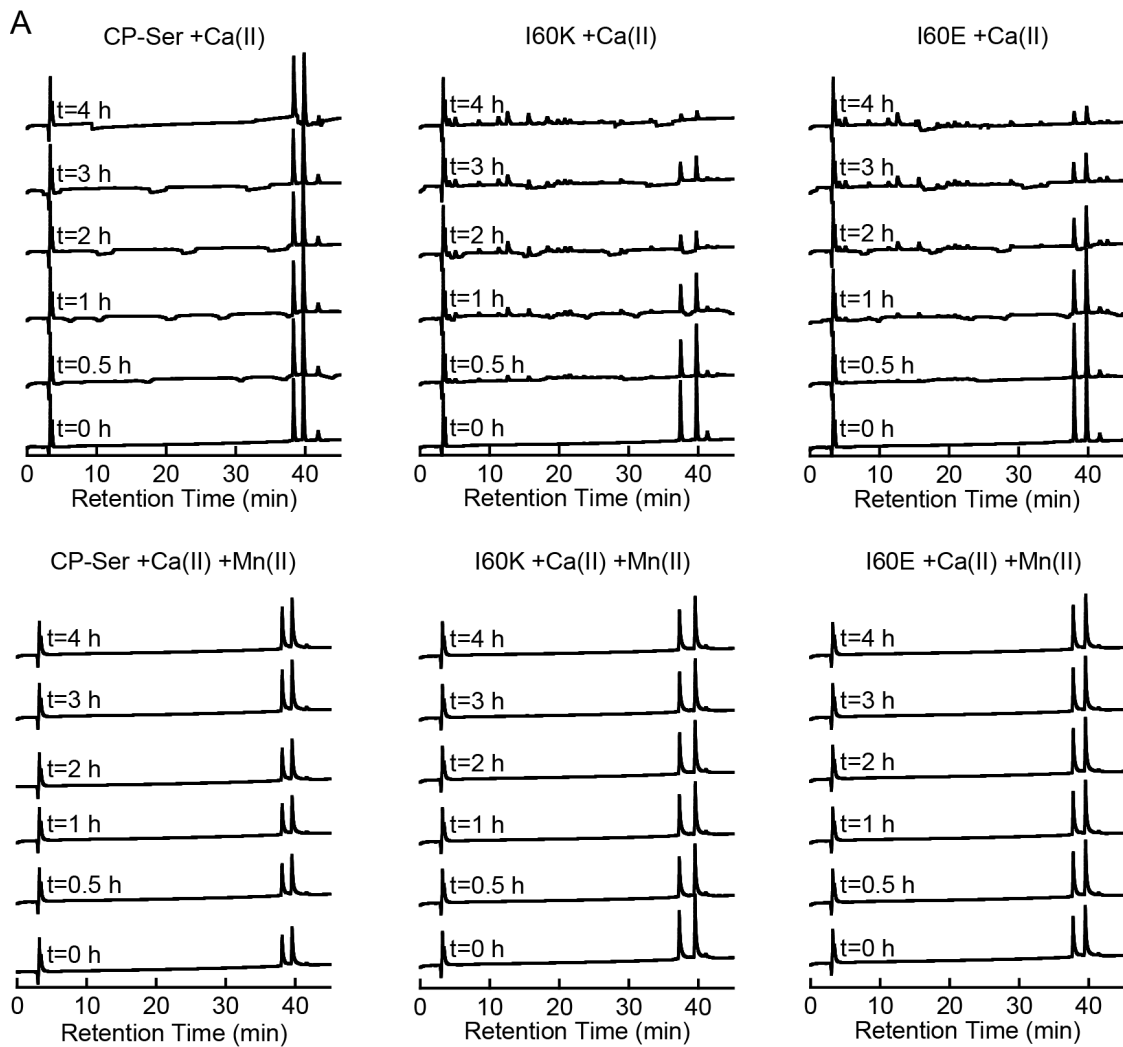 A
CP-Ser +Ca(II)
t=4 h
t=3 h
t=2 h
t=1 h
t=0.5 h
t=0 h
0 10 20 30 40
Retention Time (min)
I60K +Ca(II)
t=4 h
t=3 h
t=2 h
t=1 h
t=0.5 h
t=0 h
0 10 20 30 40
Retention Time (min)
I60E +Ca(II)
t=4 h
t=3 h
t=2 h
t=1 h
t=0.5 h
t=0 h
0 10 20 30 40
Retention Time (min)
CP-Ser +Ca(II) +Mn(II)
t=4 h
t=3 h
t=2 h
t=1 h
t=0.5 h
t=0 h
0 10 20 30 40
Retention Time (min)
I60K +Ca(II) +Mn(II)
t=4 h
t=3 h
t=2 h
t=1 h
t=0.5 h
t=0 h
0 10 20 30 40
Retention Time (min)
I60E +Ca(II) +Mn(II)
t=4 h
t=3 h
t=2 h
t=1 h
t=0.5 h
t=0 h
0 10 20 30 40
Retention Time (min)